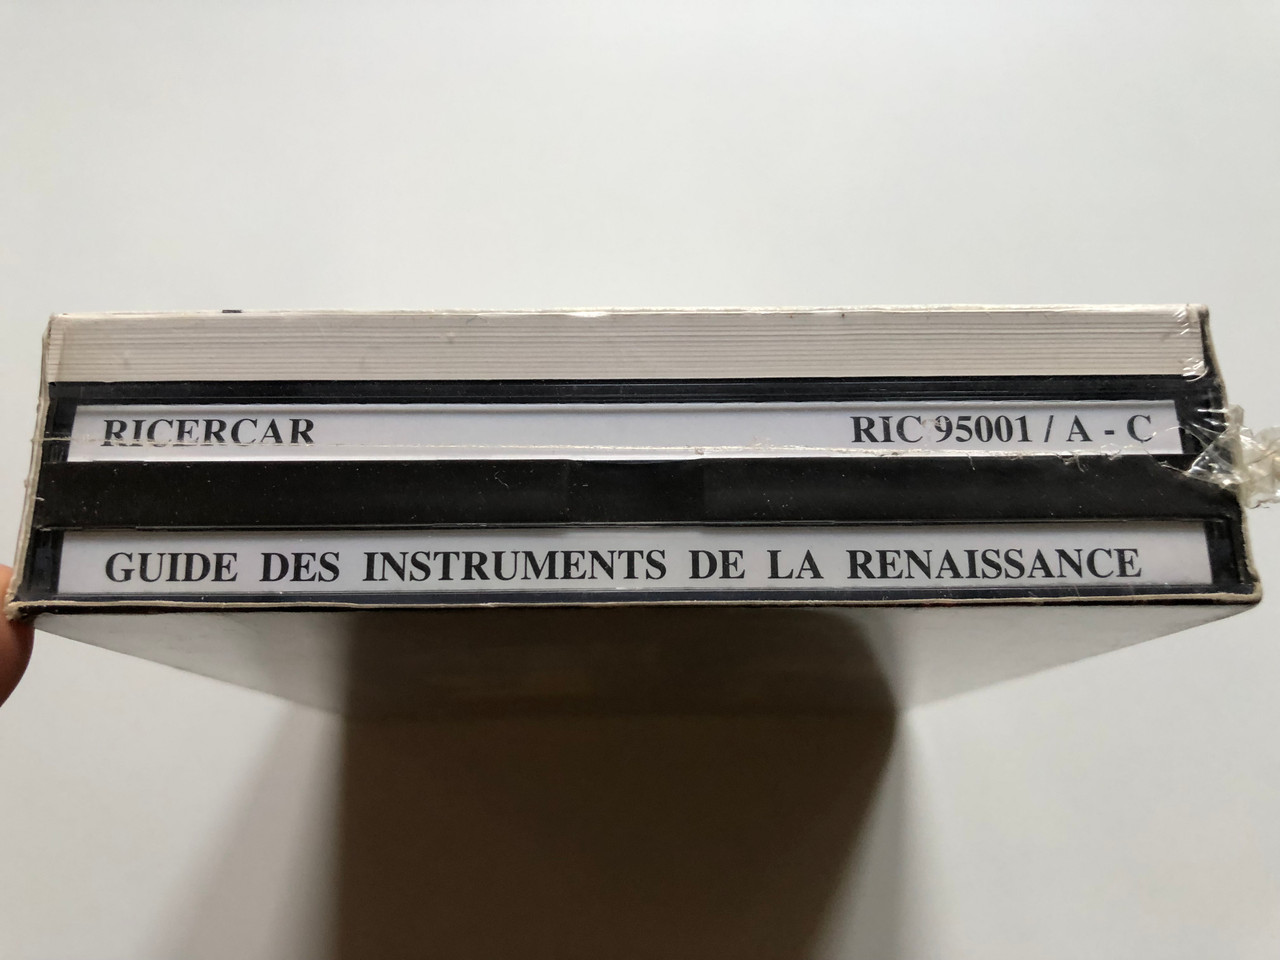 RICERCAR RIC 95001 / A - C
GUIDE DES INSTRUMENTS DE LA RENAISSANCE